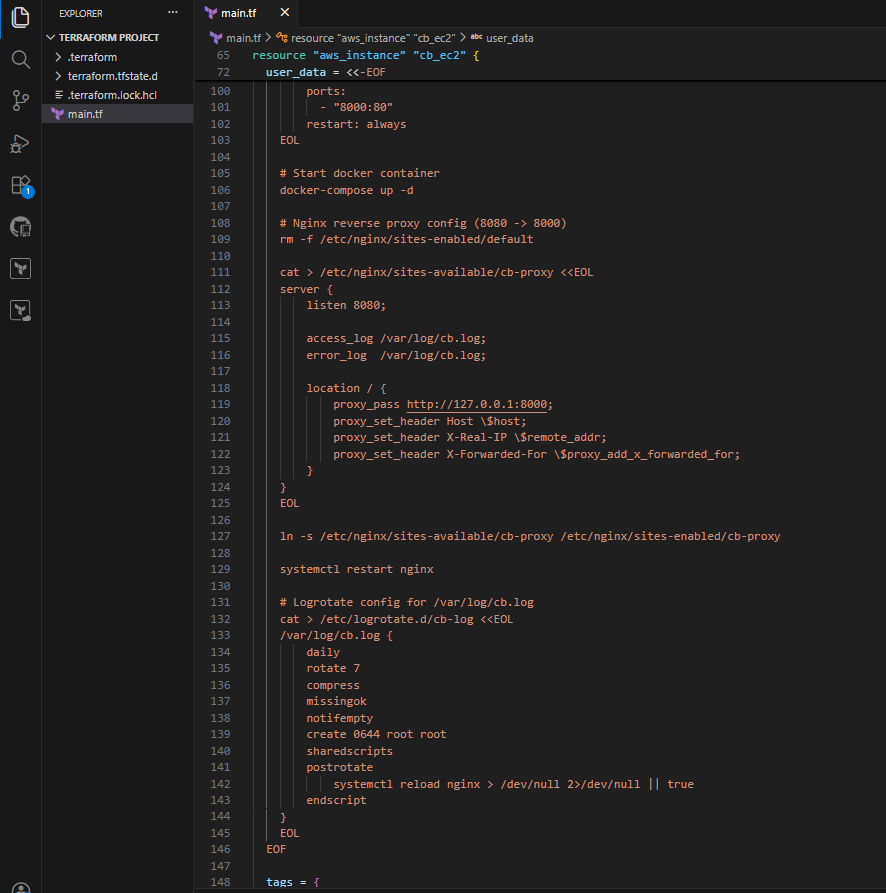 EXPLORER ...
TERRAFORM PROJECT
.terraform
terraform.tfstate.d
.terraform.lock.hcl
main.tf
1
main.tf
main.tf > resource "aws_instance" "cb_ec2" > abc user_data
65 resource "aws_instance" "cb_ec2" {
72   user_data = <<-EOF
100         ports:
101           - "8000:80"
102         restart: always
103     EOL
104
105     # Start docker container
106     docker-compose up -d
107
108     # Nginx reverse proxy config (8080 -> 8000)
109     rm -f /etc/nginx/sites-enabled/default
110
111     cat > /etc/nginx/sites-available/cb-proxy <<EOL
112     server {
113         listen 8080;
114
115         access_log /var/log/cb.log;
116         error_log  /var/log/cb.log;
117
118         location / {
119             proxy_pass http://127.0.0.1:8000;
120             proxy_set_header Host \$host;
121             proxy_set_header X-Real-IP \$remote_addr;
122             proxy_set_header X-Forwarded-For \$proxy_add_x_forwarded_for;
123         }
124     }
125     EOL
126
127     ln -s /etc/nginx/sites-available/cb-proxy /etc/nginx/sites-enabled/cb-proxy
128
129     systemctl restart nginx
130
131     # Logrotate config for /var/log/cb.log
132     cat > /etc/logrotate.d/cb-log <<EOL
133     /var/log/cb.log {
134         daily
135         rotate 7
136         compress
137         missingok
138         notifempty
139         create 0644 root root
140         sharedscripts
141         postrotate
142             systemctl reload nginx > /dev/null 2>/dev/null || true
143         endscript
144     }
145     EOL
146   EOF
147
148   tags = {